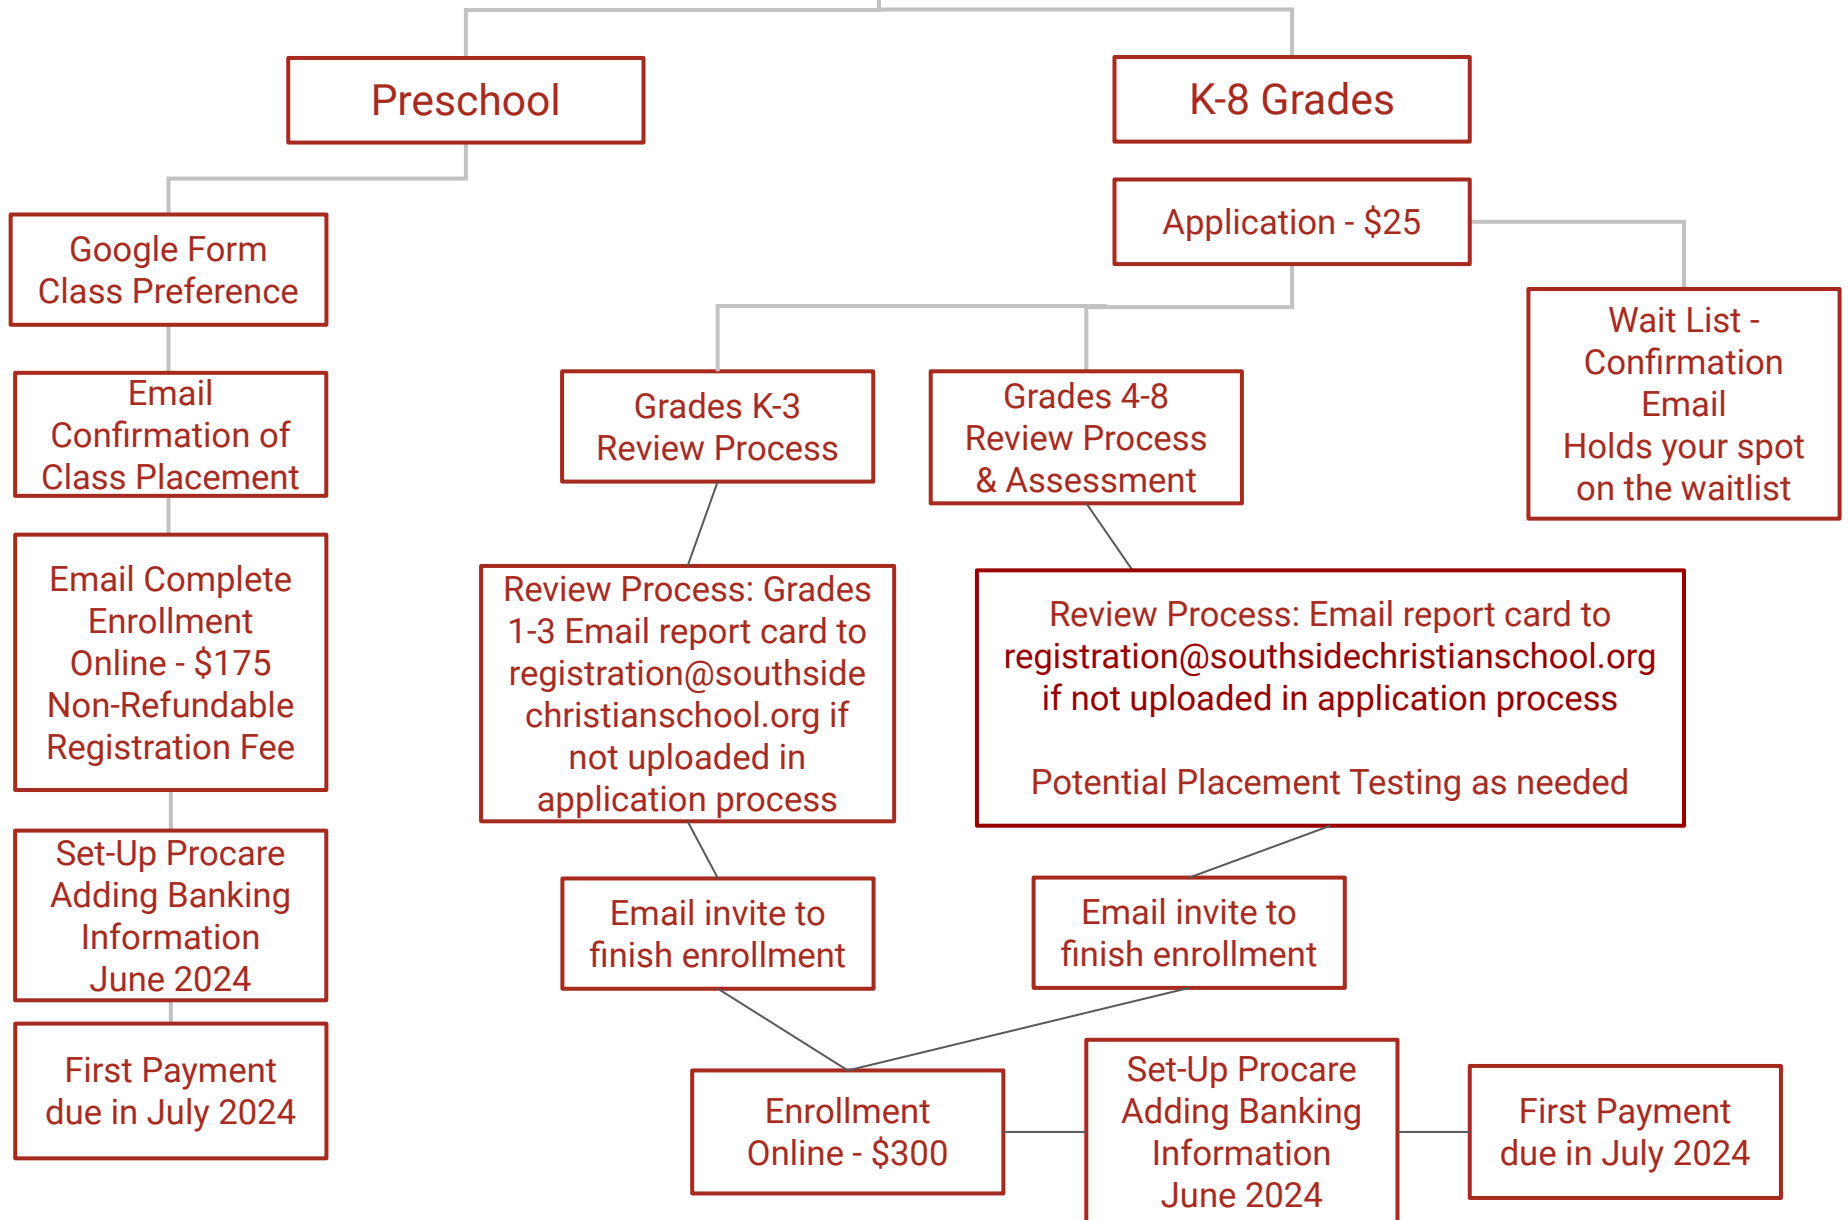 Preschool
K-8 Grades
Google Form
Class Preference
Email
Confirmation of
Class Placement
Email Complete
Enrollment
Online - $175
Non-Refundable
Registration Fee
Set-Up Procare
Adding Banking
Information
June 2024
First Payment
due in July 2024
Application - $25
Wait List -
Confirmation
Email
Holds your spot
on the waitlist
Grades K-3
Review Process
Grades 4-8
Review Process
& Assessment
Review Process: Grades
1-3 Email report card to
registration@southside
christianschool.org if
not uploaded in
application process
Review Process: Email report card to
registration@southsidechristianschool.org
if not uploaded in application process
Potential Placement Testing as needed
Email invite to
finish enrollment
Email invite to
finish enrollment
Enrollment
Online - $300
Set-Up Procare
Adding Banking
Information
June 2024
First Payment
due in July 2024